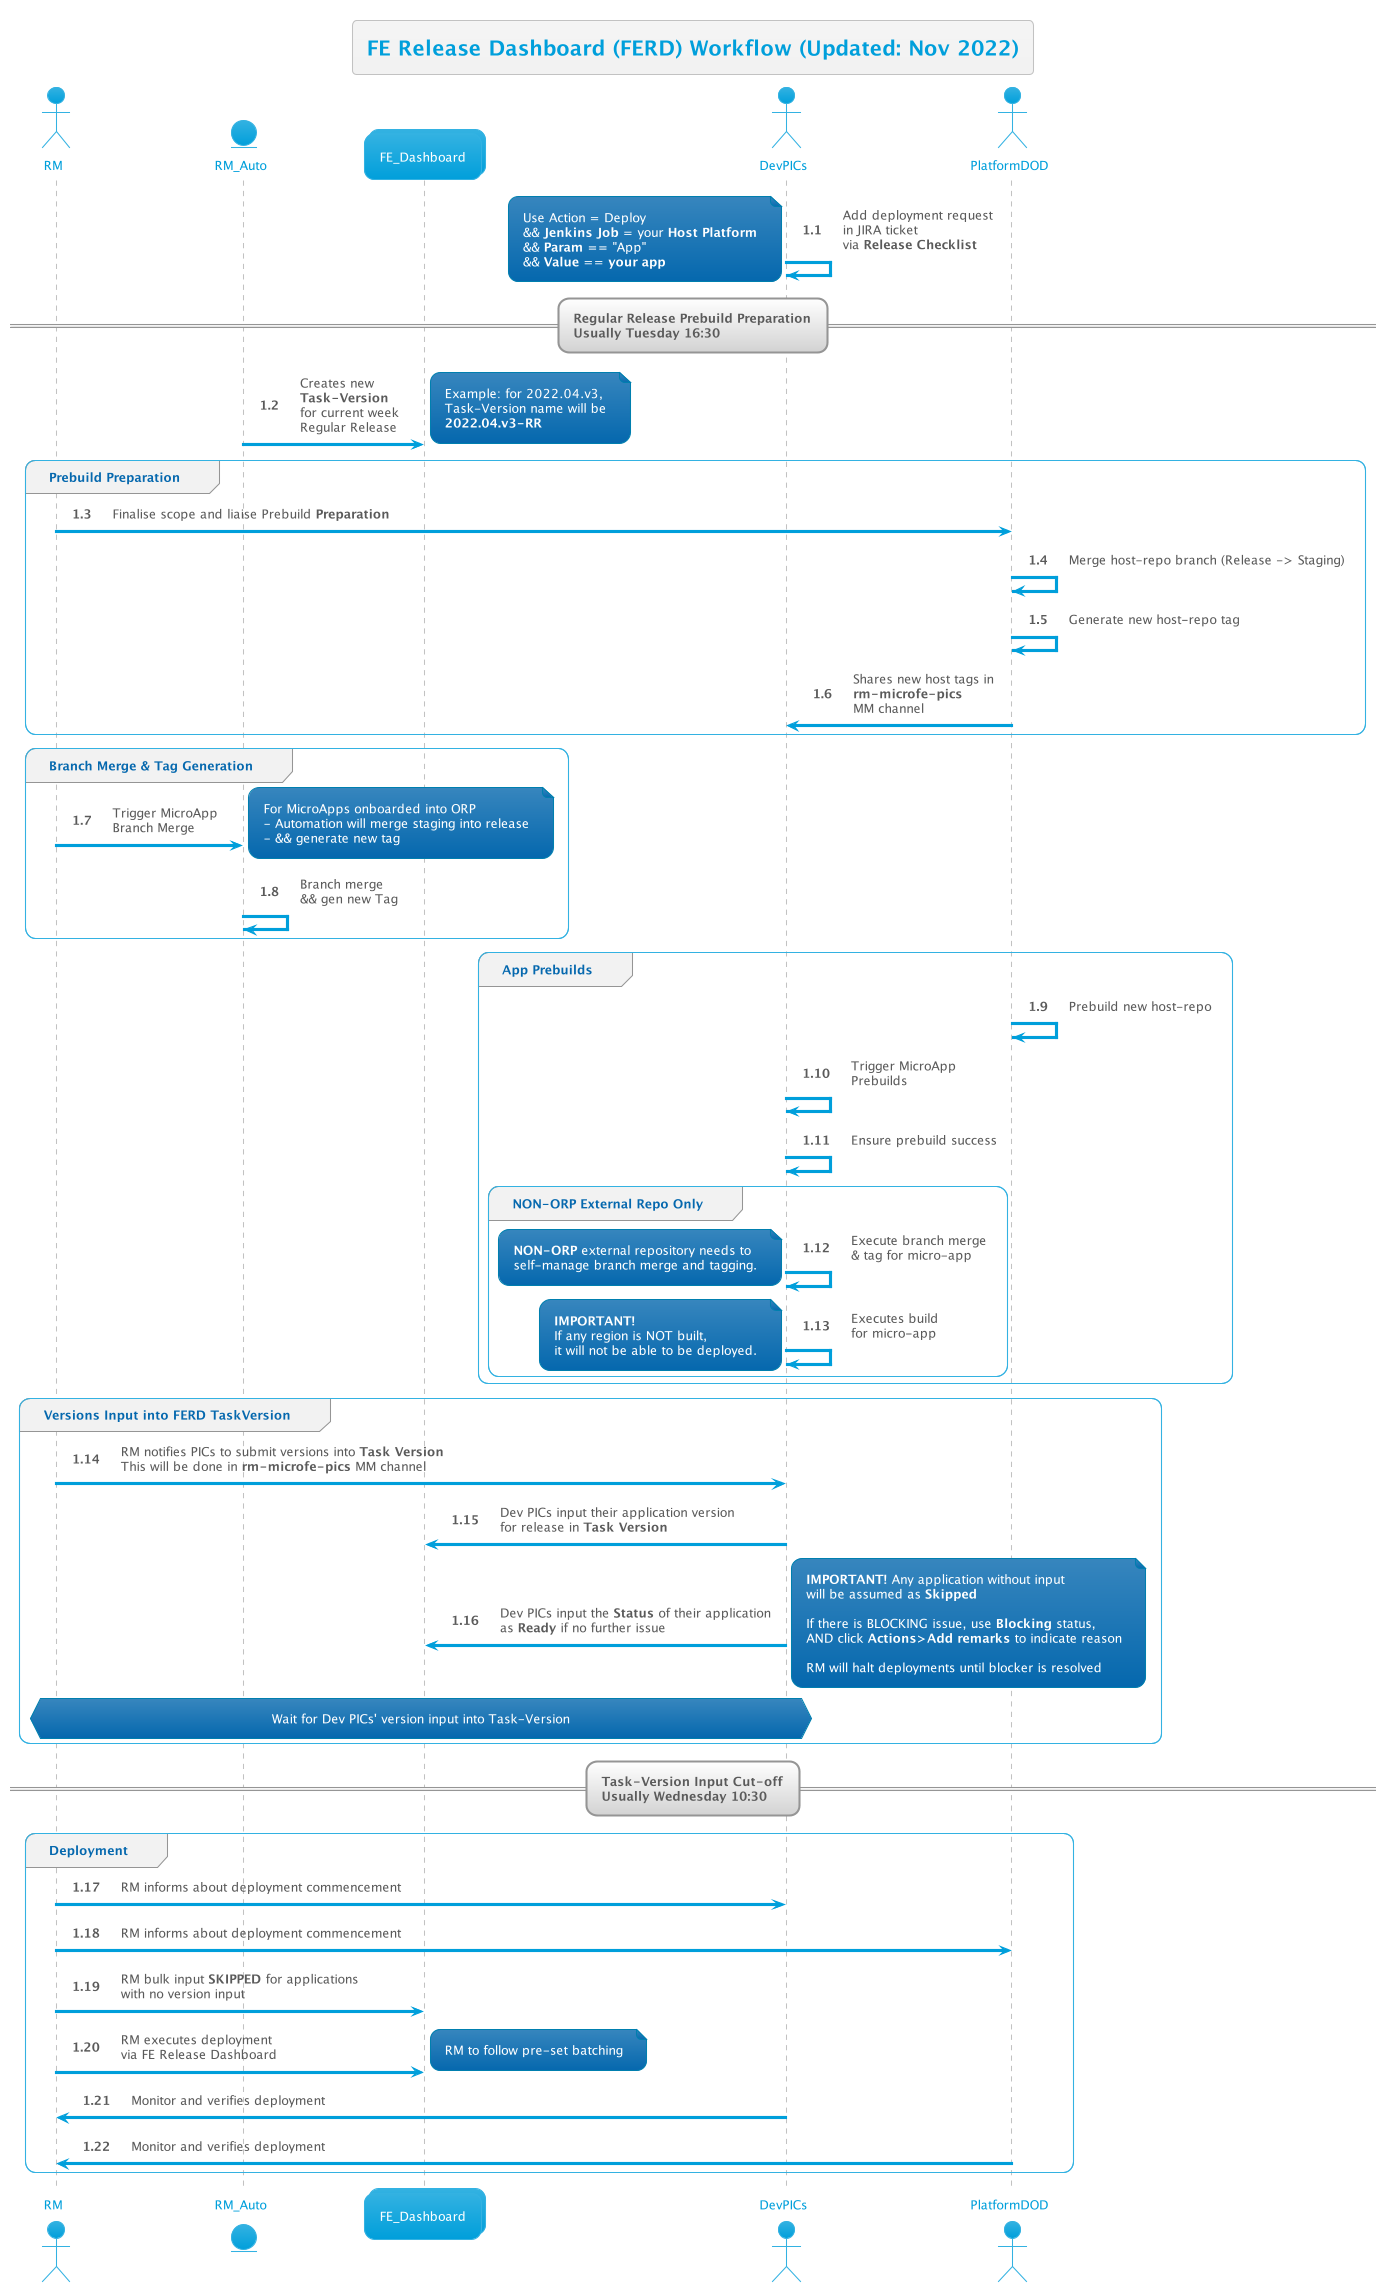 FE Release Dashboard (FERD) Workflow (Updated: Nov 2022)
RM
RM_Auto
FE_Dashboard
DevPICs
PlatformDOD
Use Action = Deploy
&& Jenkins Job = your Host Platform
&& Param == "App"
&& Value == your app
1.1
Add deployment request
in JIRA ticket
via Release Checklist
Regular Release Prebuild Preparation
Usually Tuesday 16:30
1.2
Creates new
Task-Version
for current week
Regular Release
Example: for 2022.04.v3,
Task-Version name will be
2022.04.v3-RR
Prebuild Preparation
1.3 Finalise scope and liaise Prebuild Preparation
1.4 Merge host-repo branch (Release -> Staging)
1.5 Generate new host-repo tag
1.6
Shares new host tags in
rm-microfe-pics
MM channel
Branch Merge & Tag Generation
1.7
Trigger MicroApp
Branch Merge
For MicroApps onboarded into ORP
- Automation will merge staging into release
- && generate new tag
1.8
Branch merge
&& gen new Tag
App Prebuilds
1.9 Prebuild new host-repo
1.10
Trigger MicroApp
Prebuilds
1.11 Ensure prebuild success
NON-ORP External Repo Only
NON-ORP external repository needs to
self-manage branch merge and tagging.
1.12
Execute branch merge
& tag for micro-app
IMPORTANT!
If any region is NOT built,
it will not be able to be deployed.
1.13
Executes build
for micro-app
Versions Input into FERD TaskVersion
1.14
RM notifies PICs to submit versions into Task Version
This will be done in rm-microfe-pics MM channel
1.15
Dev PICs input their application version
for release in Task Version
1.16
Dev PICs input the Status of their application
as Ready if no further issue
IMPORTANT! Any application without input
will be assumed as Skipped
If there is BLOCKING issue, use Blocking status,
AND click Actions>Add remarks to indicate reason
RM will halt deployments until blocker is resolved
Wait for Dev PICs' version input into Task-Version
Task-Version Input Cut-off
Usually Wednesday 10:30
Deployment
1.17 RM informs about deployment commencement
1.18 RM informs about deployment commencement
1.19
RM bulk input SKIPPED for applications
with no version input
1.20
RM executes deployment
via FE Release Dashboard
RM to follow pre-set batching
1.21 Monitor and verifies deployment
1.22 Monitor and verifies deployment
RM
RM_Auto
FE_Dashboard
DevPICs
PlatformDOD